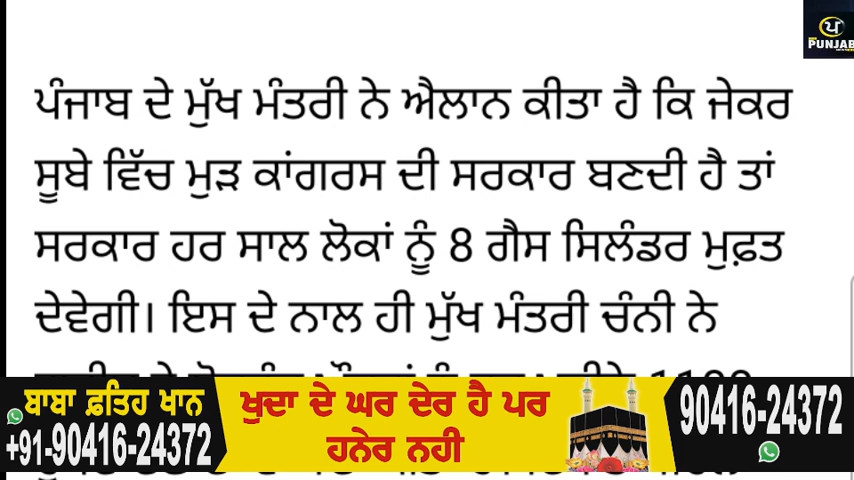 ਪ
PUNJAB
ਪੰਜਾਬ ਦੇ ਮੁੱਖ ਮੰਤਰੀ ਨੇ ਐਲਾਨ ਕੀਤਾ ਹੈ ਕਿ ਜੇਕਰ
ਸੂਬੇ ਵਿੱਚ ਮੁੜ ਕਾਂਗਰਸ ਦੀ ਸਰਕਾਰ ਬਣਦੀ ਹੈ ਤਾਂ
ਸਰਕਾਰ ਹਰ ਸਾਲ ਲੋਕਾਂ ਨੂੰ 8 ਗੈਸ ਸਿਲੰਡਰ ਮੁਫ਼ਤ
ਦੇਵੇਗੀ। ਇਸ ਦੇ ਨਾਲ ਹੀ ਮੁੱਖ ਮੰਤਰੀ ਚੰਨੀ ਨੇ
ਬਾਬਾ ਫ਼ਤਿਹ ਖਾਨ
+91-90416-24372
ਖੁਦਾ ਦੇ ਘਰ ਦੇਰ ਹੈ ਪਰ
ਹਨੇਰ ਨਹੀ
90416-24372